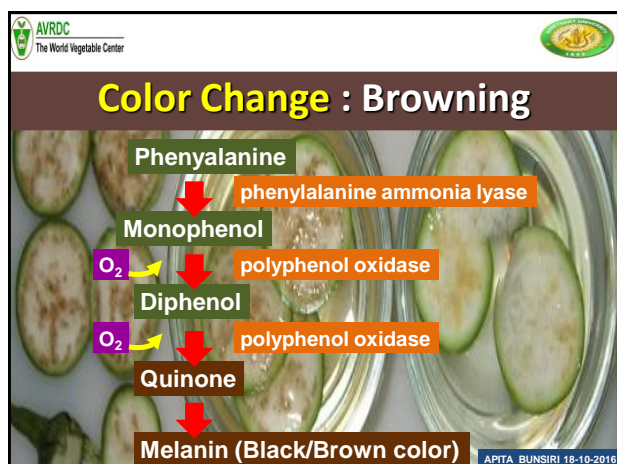 AVRDC
The World Vegetable Center
Color Change : Browning
Phenyalanine
phenylalanine ammonia lyase
Monophenol
O2
polyphenol oxidase
Diphenol
O2
polyphenol oxidase
Quinone
Melanin (Black/Brown color)
APITA BUNSIRI 18-10-2016